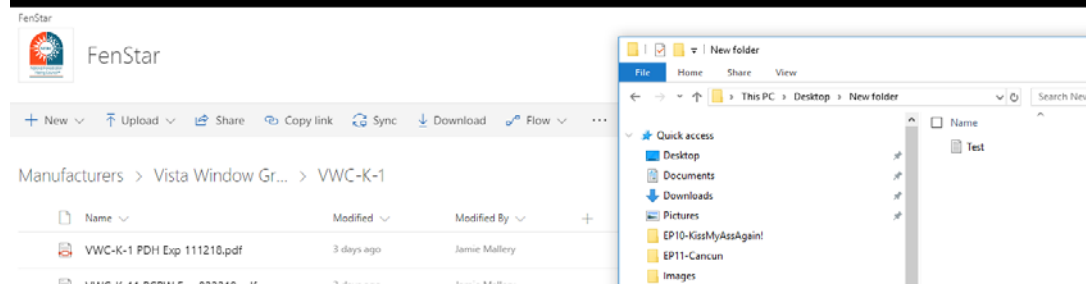 FenStar
FenStar
+ New Upload Share Copy link Sync Download Flow ...
Manufacturers > Vista Window Gr... > VWC-K-1
Name Modified Modified By +
VWC-K-1 PDH Exp 111218.pdf 3 days ago Jamie Mallery
New folder
File Home Share View
This PC > Desktop > New folder Search New
Quick access
Desktop
Documents
Downloads
Pictures
EP10-KissMyAssAgain!
EP11-Cancun
Images
Name
Test